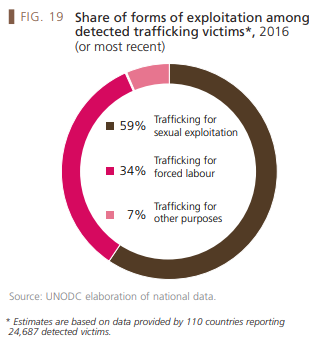 FIG. 19 Share of forms of exploitation among
detected trafficking victims*, 2016
(or most recent)
59% Trafficking for
sexual exploitation
34% Trafficking for
forced labour
7% Trafficking for
other purposes
Source: UNODC elaboration of national data.
* Estimates are based on data provided by 110 countries reporting
24,687 detected victims.